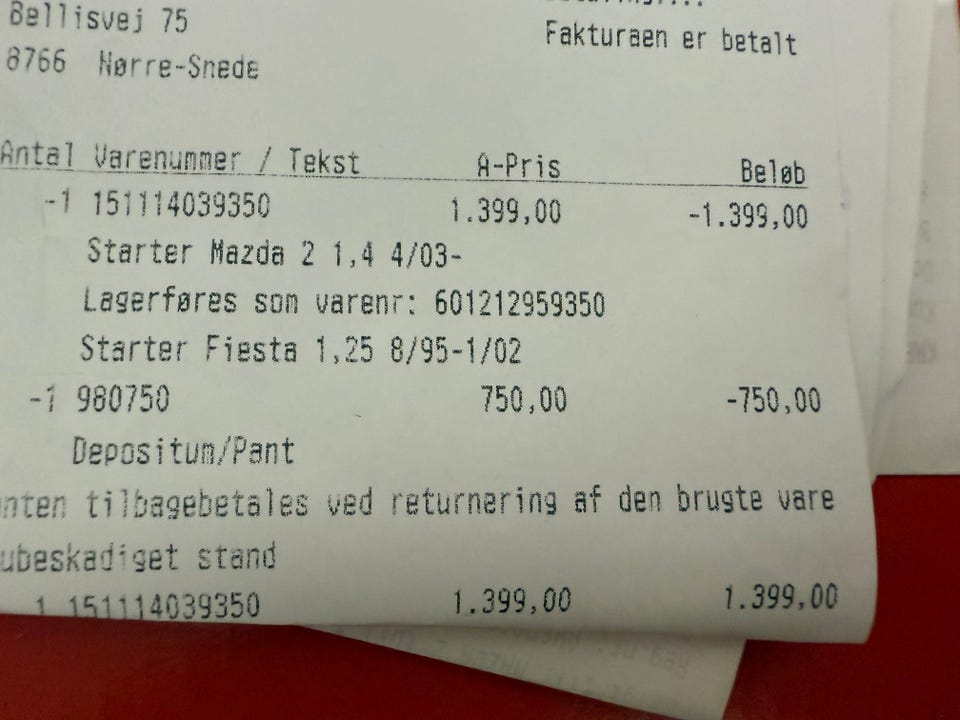 Bellisvej 75
8766 Nørre-Snede
Fakturaen er betalt
Antal Varenummer / Tekst A-Pris Beløb
-1 151114039350 1.399,00 -1.399,00
Starter Mazda 2 1,4 4/03-
Lagerføres som varenr: 601212959350
Starter Fiesta 1,25 8/95-1/02
-1 980750 750,00 -750,00
Depositum/Pant
nten tilbagebetales ved returnering af den brugte vare
ubeskadiget stand
1 151114039350 1.399,00 1.399,00